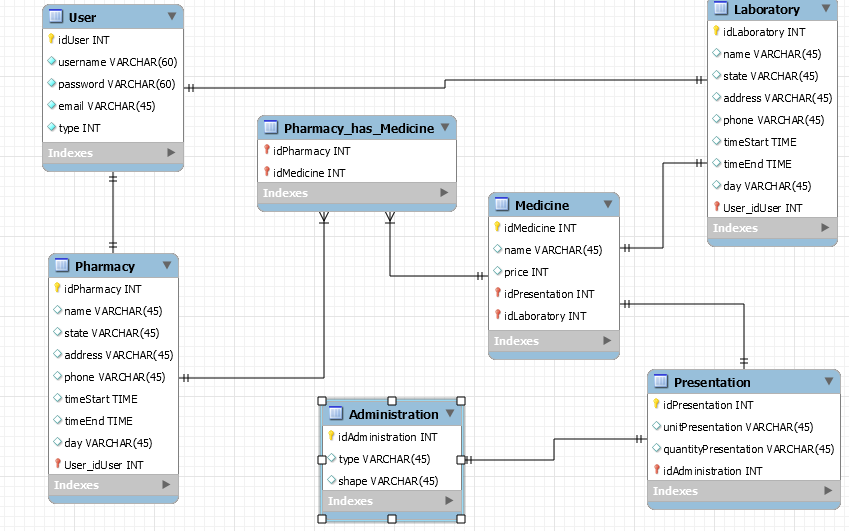 User
idUser INT
username VARCHAR(60)
password VARCHAR(60)
email VARCHAR(45)
type INT
Indexes
Laboratory
idLaboratory INT
name VARCHAR(45)
state VARCHAR(45)
address VARCHAR(45)
phone VARCHAR(45)
timeStart TIME
timeEnd TIME
day VARCHAR(45)
User_idUser INT
Indexes
Pharmacy_has_Medicine
idPharmacy INT
idMedicine INT
Indexes
Medicine
idMedicine INT
name VARCHAR(45)
price INT
idPresentation INT
idLaboratory INT
Indexes
Pharmacy
idPharmacy INT
name VARCHAR(45)
state VARCHAR(45)
address VARCHAR(45)
phone VARCHAR(45)
timeStart TIME
timeEnd TIME
day VARCHAR(45)
User_idUser INT
Indexes
Administration
idAdministration INT
type VARCHAR(45)
shape VARCHAR(45)
Indexes
Presentation
idPresentation INT
unitPresentation VARCHAR(45)
quantityPresentation VARCHAR(45)
idAdministration INT
Indexes